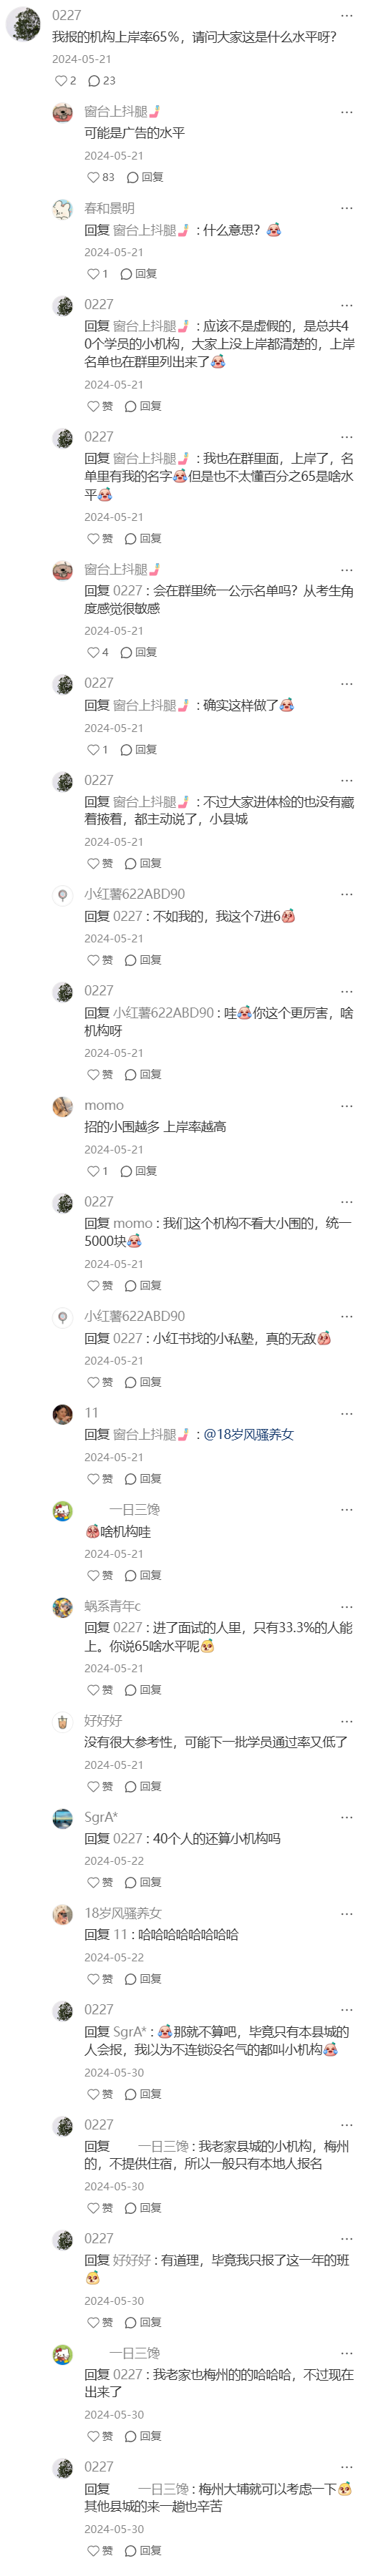 0227
我报的机构上岸率65%，请问大家这是什么水平呀？
2024-05-21
2 23
窗台上抖腿
可能是广告的水平
2024-05-21
83 回复
春和景明
回复 窗台上抖腿 : 什么意思？
2024-05-21
1 回复
0227
回复 窗台上抖腿 : 应该不是虚假的，是总共4
0个学员的小机构，大家上没上岸都清楚的，上岸
名单也在群里列出来了
2024-05-21
赞 回复
0227
回复 窗台上抖腿 : 我也在群里面，上岸了，名
单里有我的名字但是也不太懂百分之65是啥水
平
2024-05-21
赞 回复
窗台上抖腿
回复 0227 : 会在群里统一公示名单吗？从考生角
度感觉很敏感
2024-05-21
4 回复
0227
回复 窗台上抖腿 : 确实这样做了
2024-05-21
1 回复
0227
回复 窗台上抖腿 : 不过大家进体检的也没有藏
着掖着，都主动说了，小县城
2024-05-21
赞 回复
小红薯622ABD90
回复 0227 : 不如我的，我这个7进6
2024-05-21
赞 回复
0227
回复 小红薯622ABD90 : 哇你这个更厉害，啥
机构呀
2024-05-21
赞 回复
momo
招的小围越多 上岸率越高
2024-05-21
1 回复
0227
回复 momo : 我们这个机构不看大小围的，统一
5000块
2024-05-21
赞 回复
小红薯622ABD90
回复 0227 : 小红书找的小私塾，真的无敌
2024-05-21
赞 回复
11
回复 窗台上抖腿 : @18岁风骚养女
2024-05-21
赞 回复
一日三馋
啥机构哇
2024-05-21
赞 回复
蜗系青年c
回复 0227 : 进了面试的人里，只有33.3%的人能
上。你说65啥水平呢
2024-05-21
赞 回复
好好好
没有很大参考性，可能下一批学员通过率又低了
2024-05-21
赞 回复
SgrA*
回复 0227 : 40个人的还算小机构吗
2024-05-22
赞 回复
18岁风骚养女
回复 11 : 哈哈哈哈哈哈哈哈
2024-05-22
赞 回复
0227
回复 SgrA* : 那就不算吧，毕竟只有本县城的
人会报，我以为不连锁没名气的都叫小机构
2024-05-30
赞 回复
0227
回复 一日三馋 : 我老家县城的小机构，梅州
的，不提供住宿，所以一般只有本地人报名
2024-05-30
赞 回复
0227
回复 好好好 : 有道理，毕竟我只报了这一年的班
2024-05-30
赞 回复
一日三馋
回复 0227 : 我老家也梅州的的哈哈哈，不过现在
出来了
2024-05-30
赞 回复
0227
回复 一日三馋 : 梅州大埔就可以考虑一下
其他县城的来一趟也辛苦
2024-05-30
赞 回复